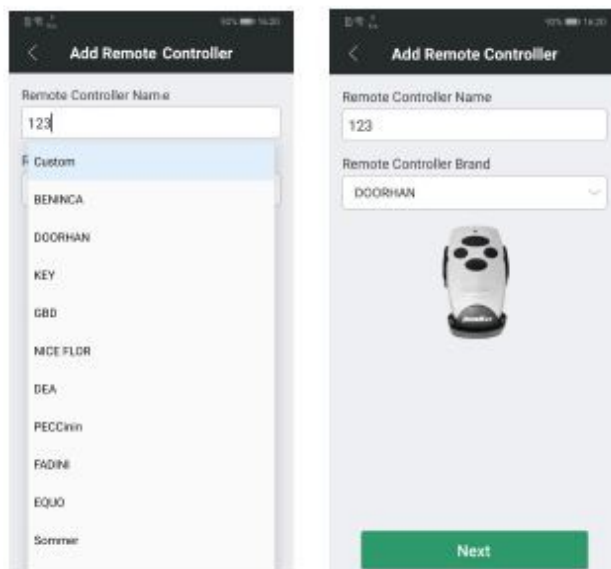 Add Remote Controller
Remote Controller Name
123
Custom
BENINCA
DOORHAN
KEY
GBD
NICE FLOR
DEA
PECCinin
FADINI
EQUO
Sommer
Add Remote Controller
Remote Controller Name
123
Remote Controller Brand
DOORHAN
Next